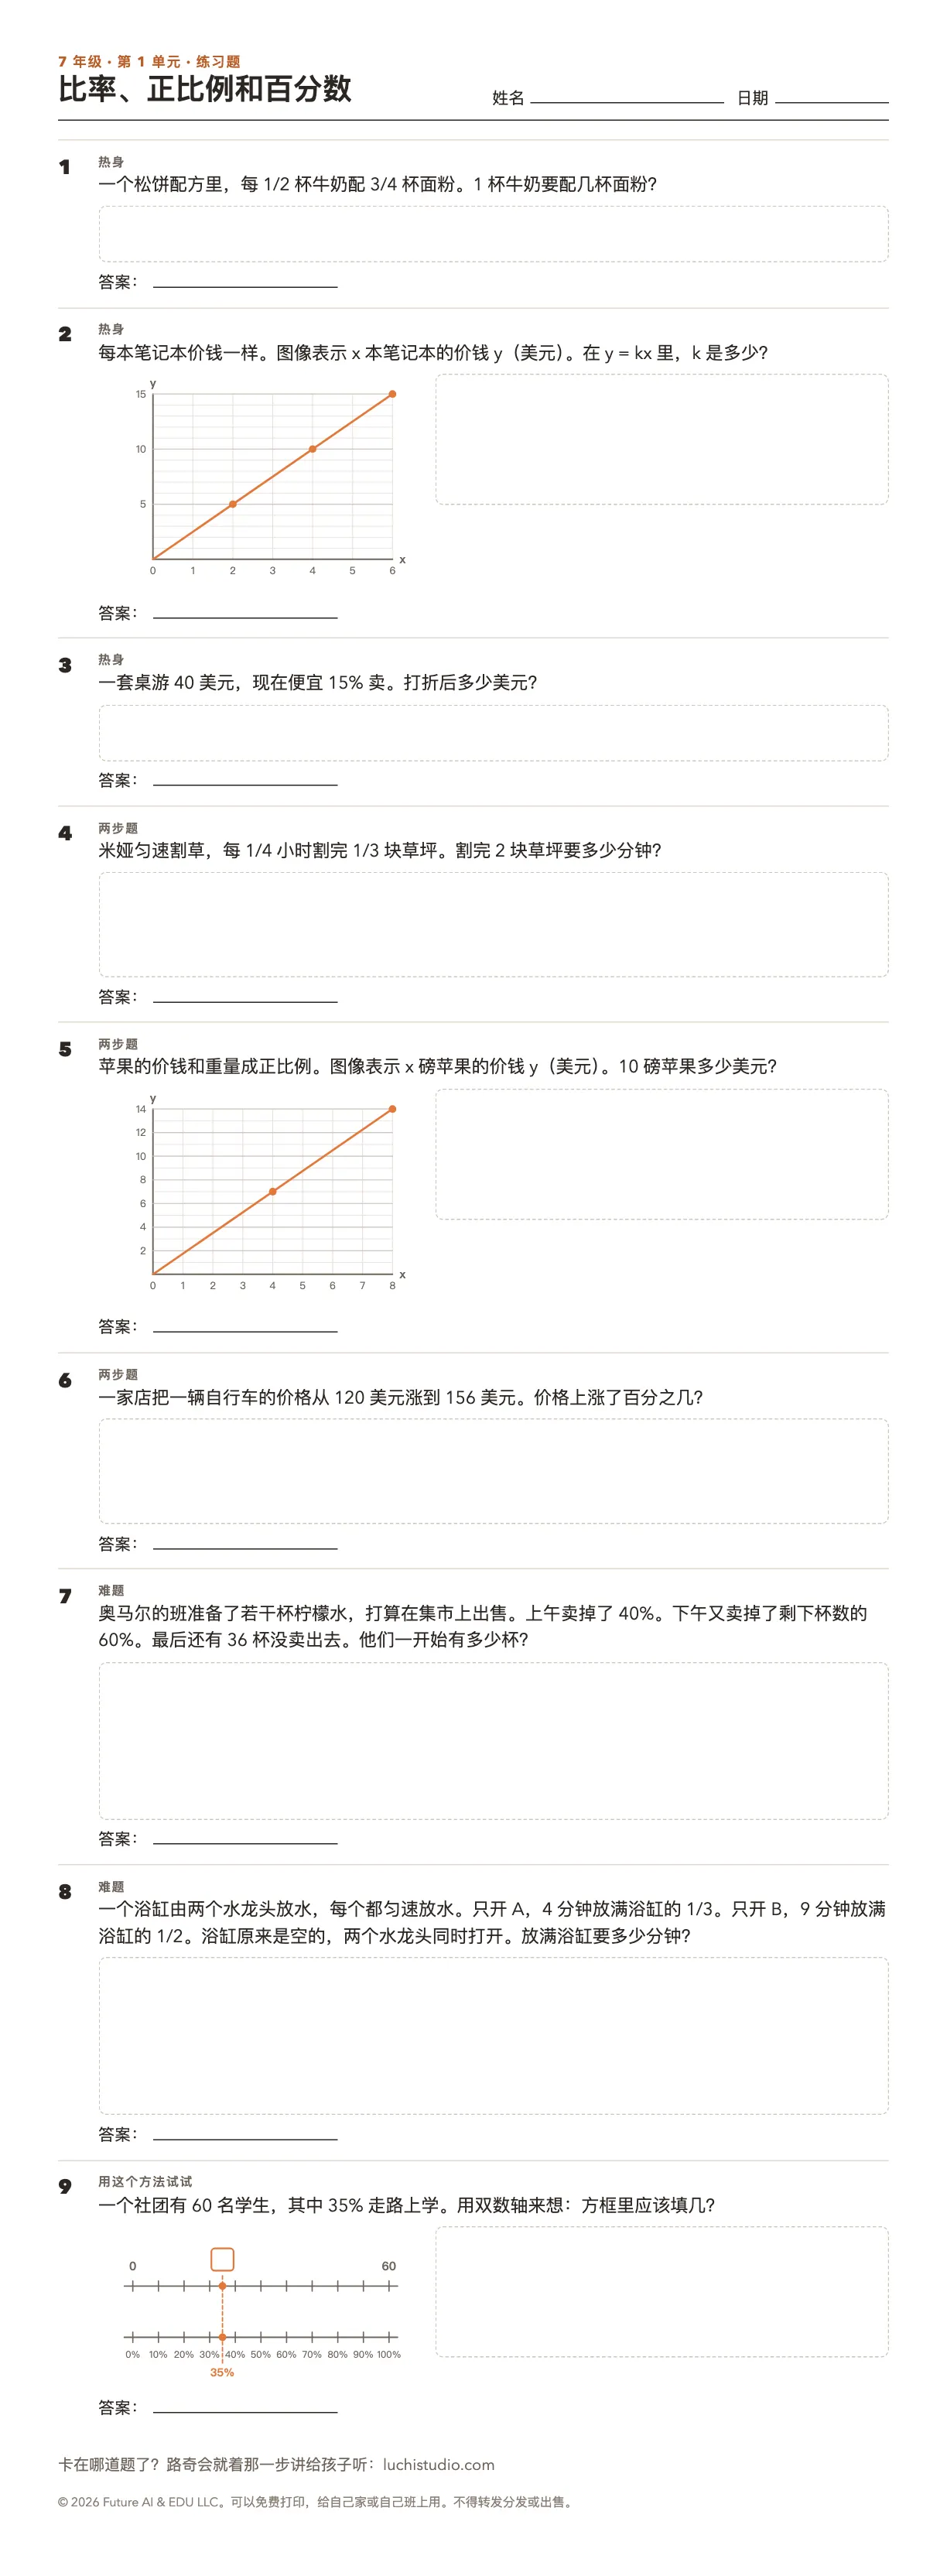 7 年级·第 1 单元·练习题
比率、正比例和百分数
姓名 日期
1
热身
一个松饼配方里，每 1/2 杯牛奶配 3/4 杯面粉。1 杯牛奶要配几杯面粉？
答案：
2
热身
每本笔记本价钱一样。图像表示 x 本笔记本的价钱 y（美元）。在 y = kx 里，k 是多少？
y
15
10
5
x
0 1 2 3 4 5 6
答案：
3
热身
一套桌游 40 美元，现在便宜 15% 卖。打折后多少美元？
答案：
4
两步题
米娅匀速割草，每 1/4 小时割完 1/3 块草坪。割完 2 块草坪要多少分钟？
答案：
5
两步题
苹果的价钱和重量成正比例。图像表示 x 磅苹果的价钱 y（美元）。10 磅苹果多少美元？
y
14
12
10
8
6
4
2
x
0 1 2 3 4 5 6 7 8
答案：
6
两步题
一家店把一辆自行车的价格从 120 美元涨到 156 美元。价格上涨了百分之几？
答案：
7
难题
奥马尔的班准备了若干杯柠檬水，打算在集市上出售。上午卖掉了 40%。下午又卖掉了剩下杯数的
60%。最后还有 36 杯没卖出去。他们一开始有多少杯？
答案：
8
难题
一个浴缸由两个水龙头放水，每个都匀速放水。只开 A，4 分钟放满浴缸的 1/3。只开 B，9 分钟放满
浴缸的 1/2。浴缸原来是空的，两个水龙头同时打开。放满浴缸要多少分钟？
答案：
9
用这个方法试试
一个社团有 60 名学生，其中 35% 走路上学。用双数轴来想：方框里应该填几？
0 60
0% 10% 20% 30% 40% 50% 60% 70% 80% 90% 100%
35%
答案：
卡在哪道题了？路奇会就着那一步讲给孩子听：luchistudio.com
© 2026 Future AI & EDU LLC。可以免费打印，给自己家或自己班上用。不得转发分发或出售。